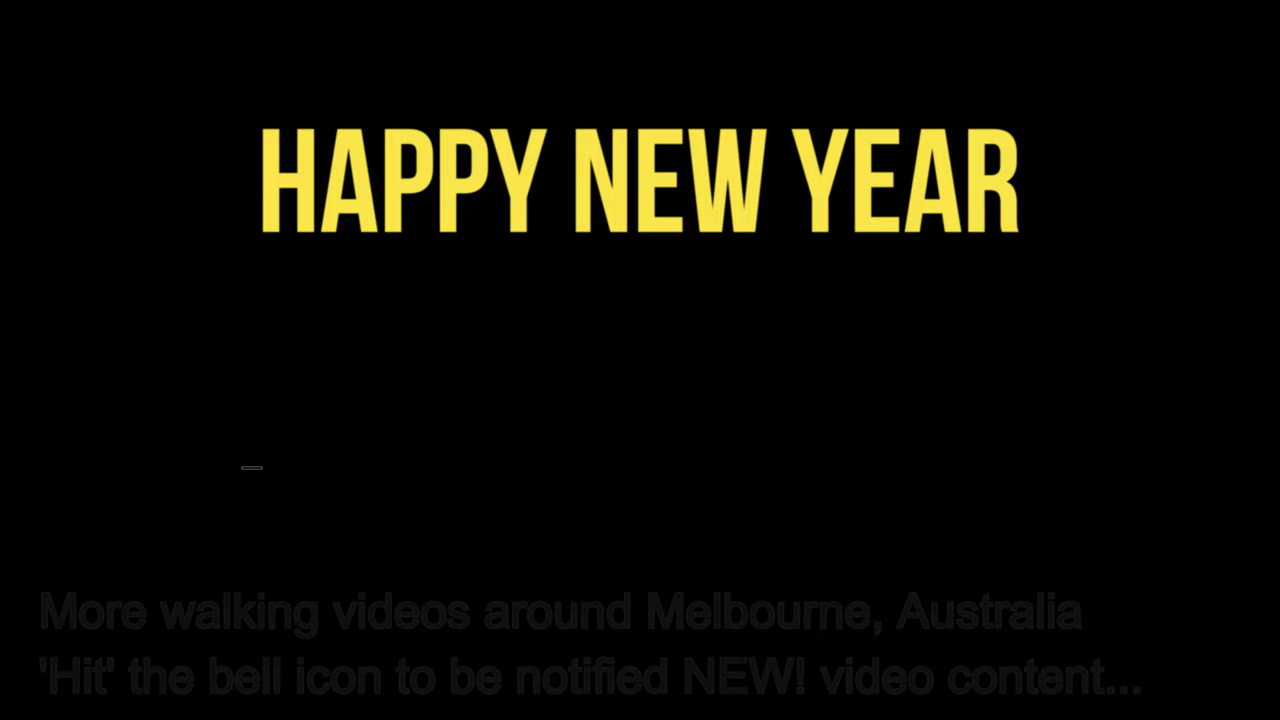 HAPPY NEW YEAR
More walking videos around Melbourne, Australia
'Hit' the bell icon to be notified NEW! video content...